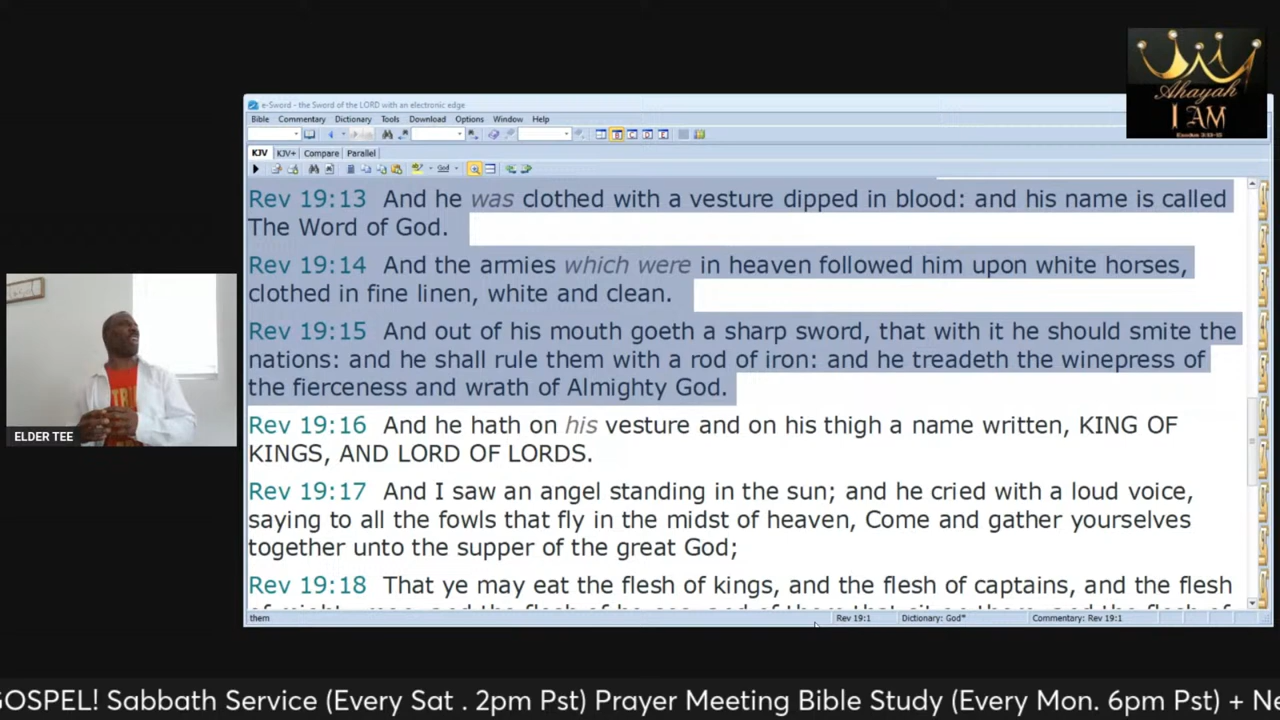 Ahayah
I AM
Exodus 3:13-15
e-Sword - the Sword of the LORD with an electronic edge
Bible Commentary Dictionary Tools Download Options Window Help
KJV KJV+ Compare Parallel
God
Rev 19:13 And he was clothed with a vesture dipped in blood: and his name is called
The Word of God.
Rev 19:14 And the armies which were in heaven followed him upon white horses,
clothed in fine linen, white and clean.
Rev 19:15 And out of his mouth goeth a sharp sword, that with it he should smite the
nations: and he shall rule them with a rod of iron: and he treadeth the winepress of
the fierceness and wrath of Almighty God.
Rev 19:16 And he hath on his vesture and on his thigh a name written, KING OF
KINGS, AND LORD OF LORDS.
Rev 19:17 And I saw an angel standing in the sun; and he cried with a loud voice,
saying to all the fowls that fly in the midst of heaven, Come and gather yourselves
together unto the supper of the great God;
Rev 19:18 That ye may eat the flesh of kings, and the flesh of captains, and the flesh
them Rev 19:1 Dictionary: God* Commentary: Rev 19:1
ELDER TEE
GOSPEL! Sabbath Service (Every Sat . 2pm Pst) Prayer Meeting Bible Study (Every Mon. 6pm Pst) + Ne